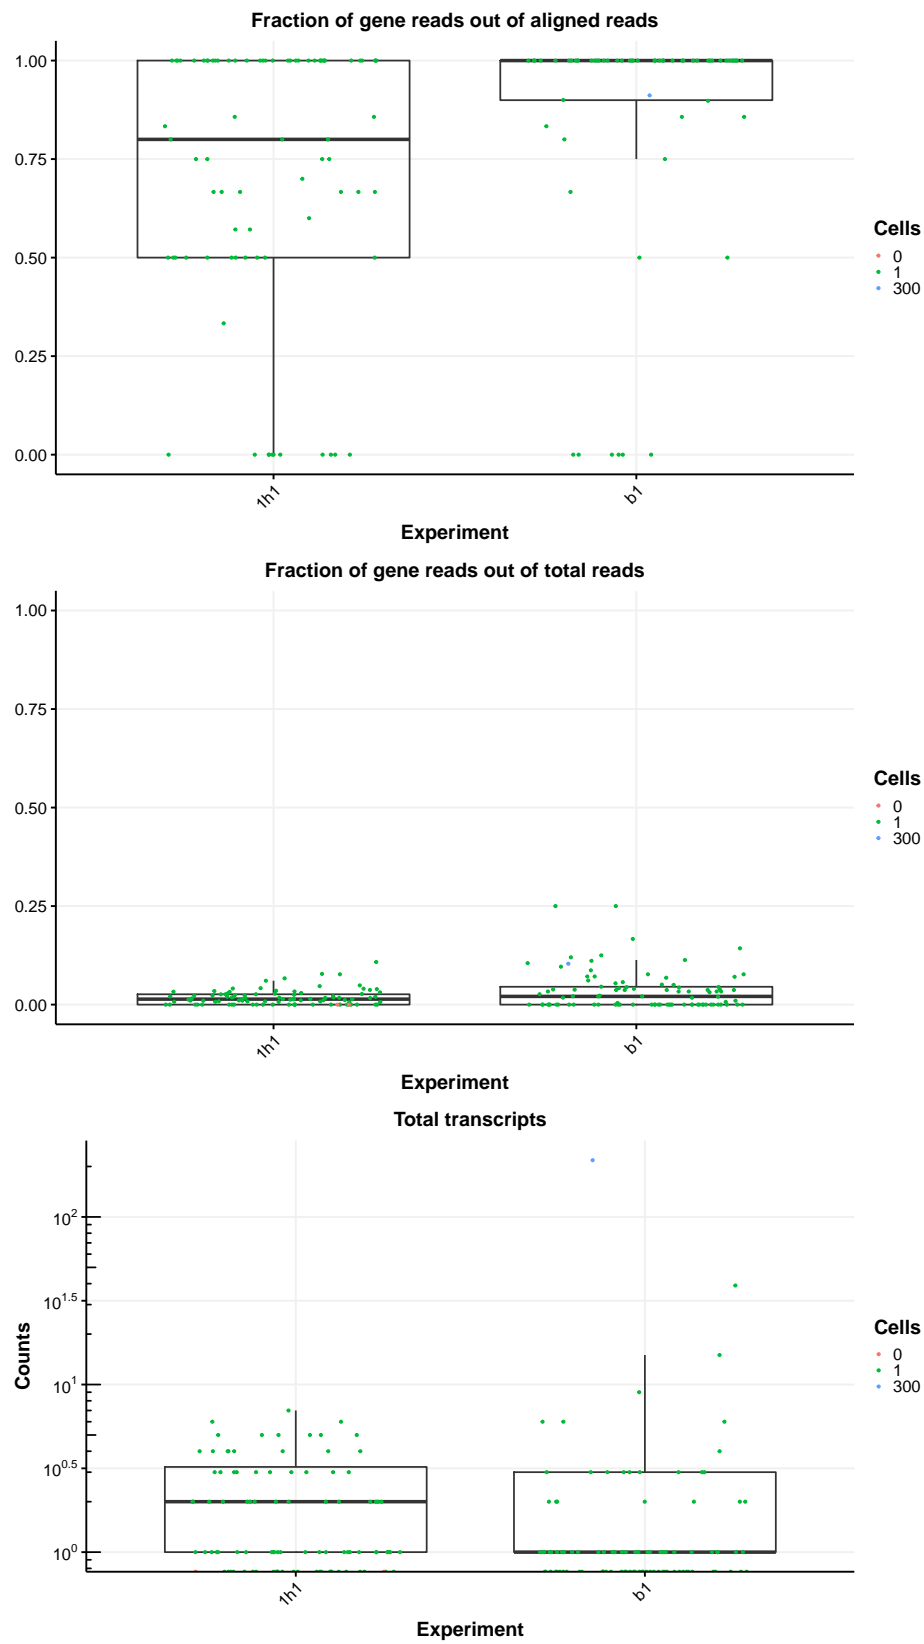 Fraction of gene reads out of aligned reads
1.00
0.75
0.50
0.25
0.00
1h1
b1
Experiment
Cells
0
1
300
Fraction of gene reads out of total reads
1.00
0.75
0.50
0.25
0.00
1h1
b1
Experiment
Cells
0
1
300
Total transcripts
Counts
10^2
10^1.5
10^1
10^0.5
10^0
1h1
b1
Experiment
Cells
0
1
300